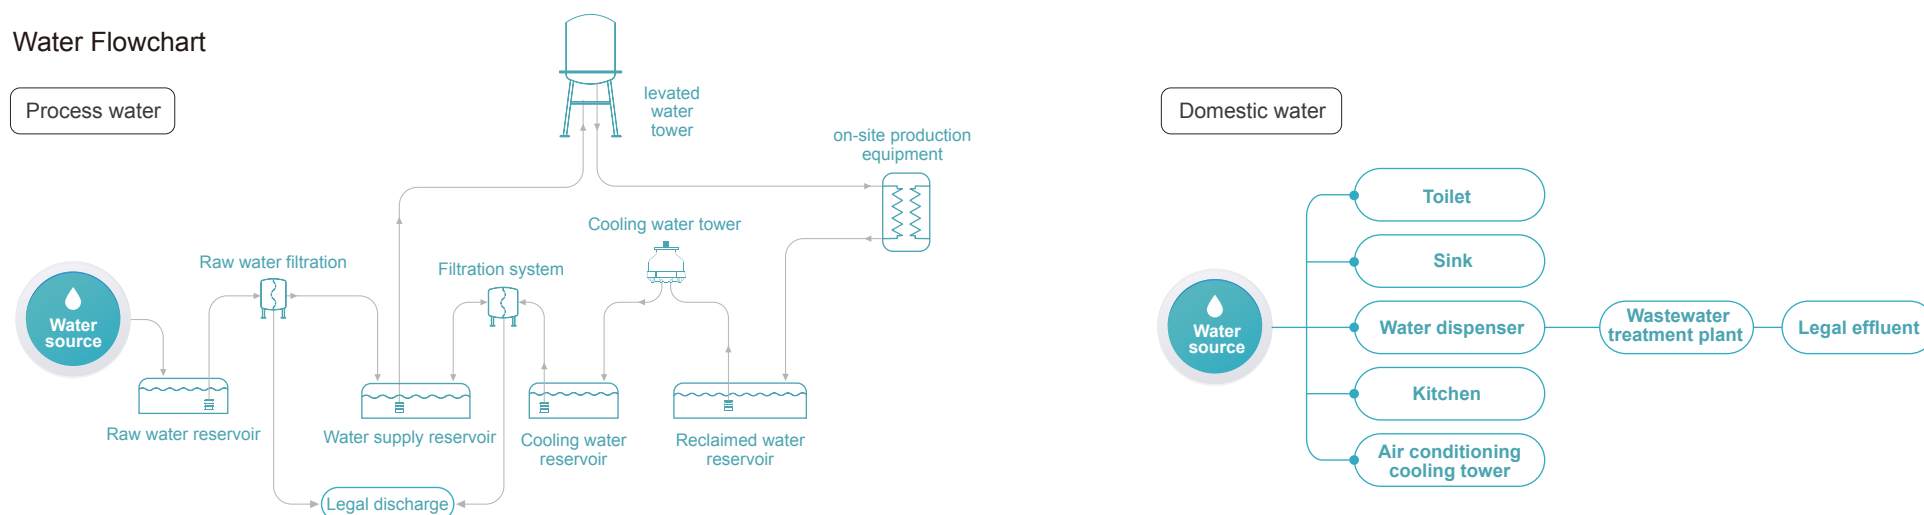 Water Flowchart
Process water
levated
water
tower
on-site production
equipment
Cooling water tower
Raw water filtration
Filtration system
Water
source
Raw water reservoir
Water supply reservoir
Cooling water
reservoir
Reclaimed water
reservoir
Legal discharge
Domestic water
Toilet
Sink
Water
source
Water dispenser
Wastewater
treatment plant
Legal effluent
Kitchen
Air conditioning
cooling tower